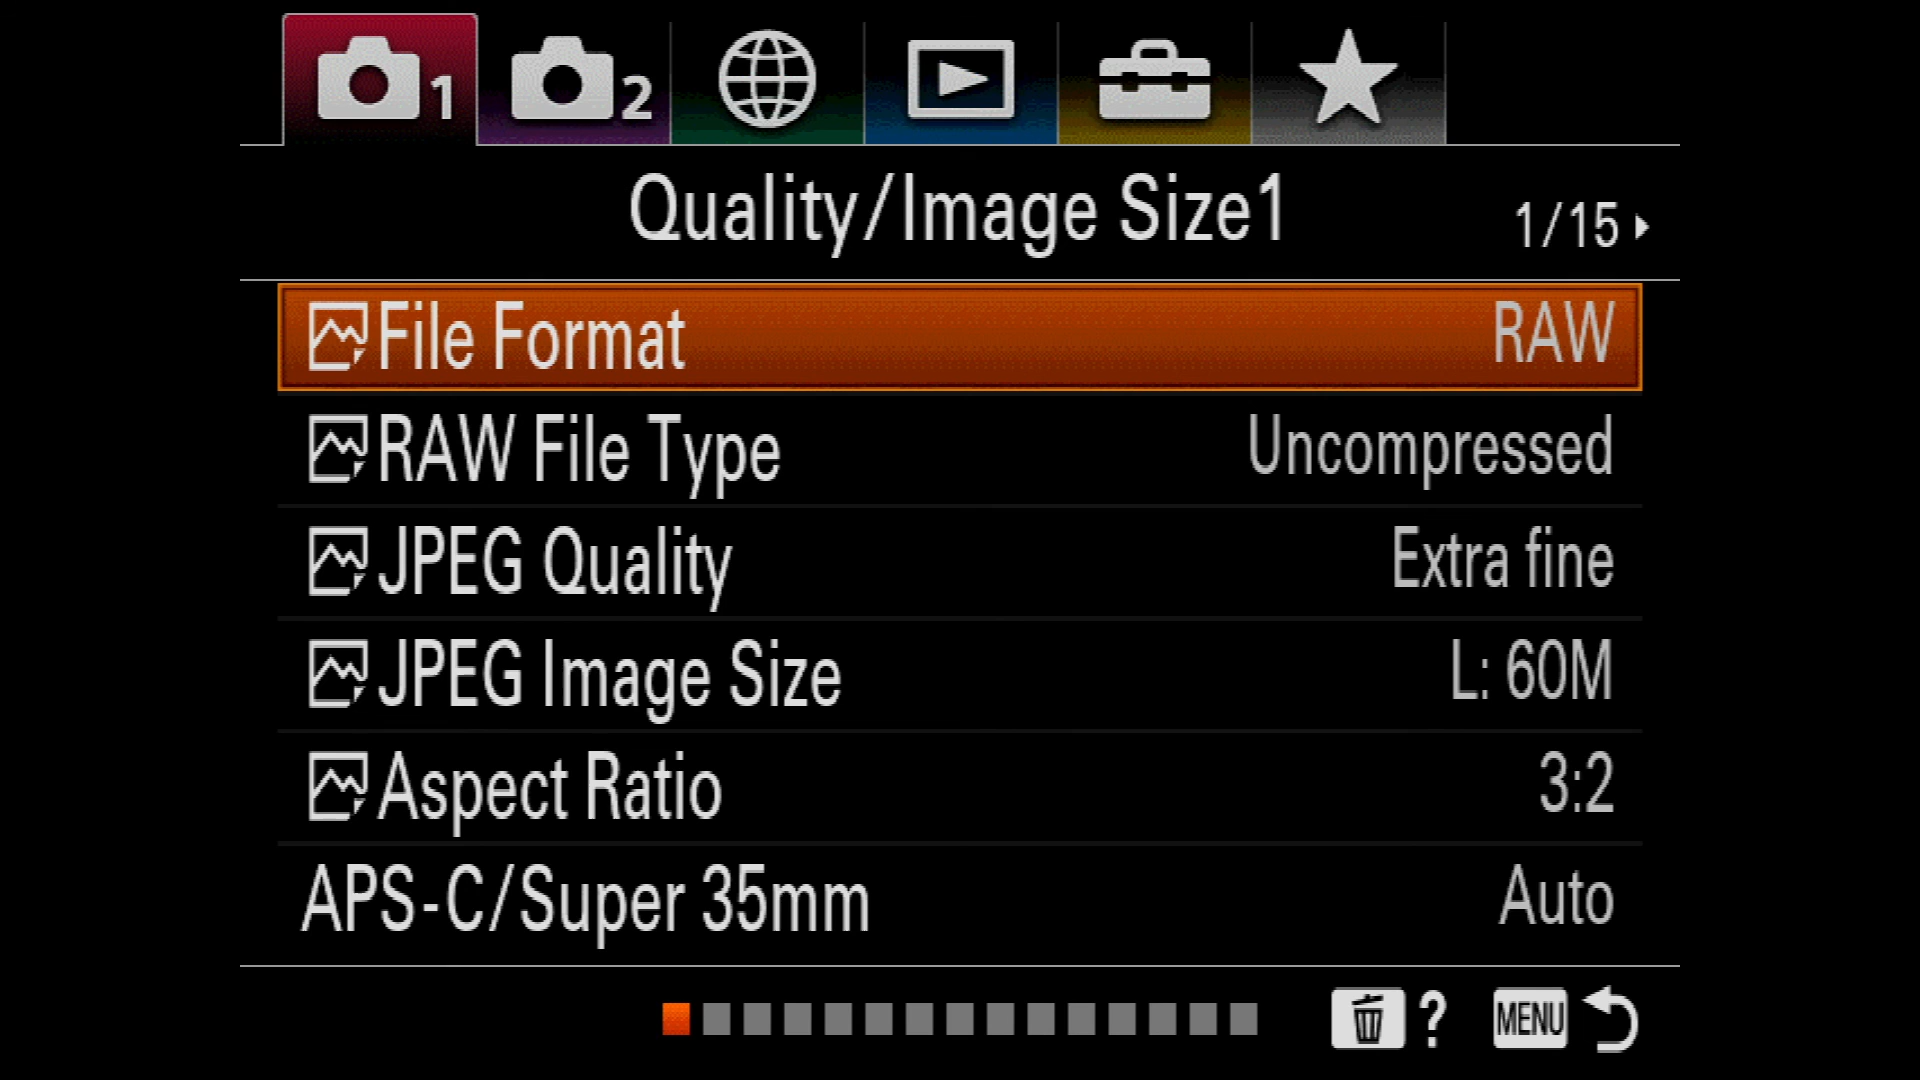 1 2
Quality/Image Size1 1/15
File Format RAW
RAW File Type Uncompressed
JPEG Quality Extra fine
JPEG Image Size L: 60M
Aspect Ratio 3:2
APS-C/Super 35mm Auto
? MENU